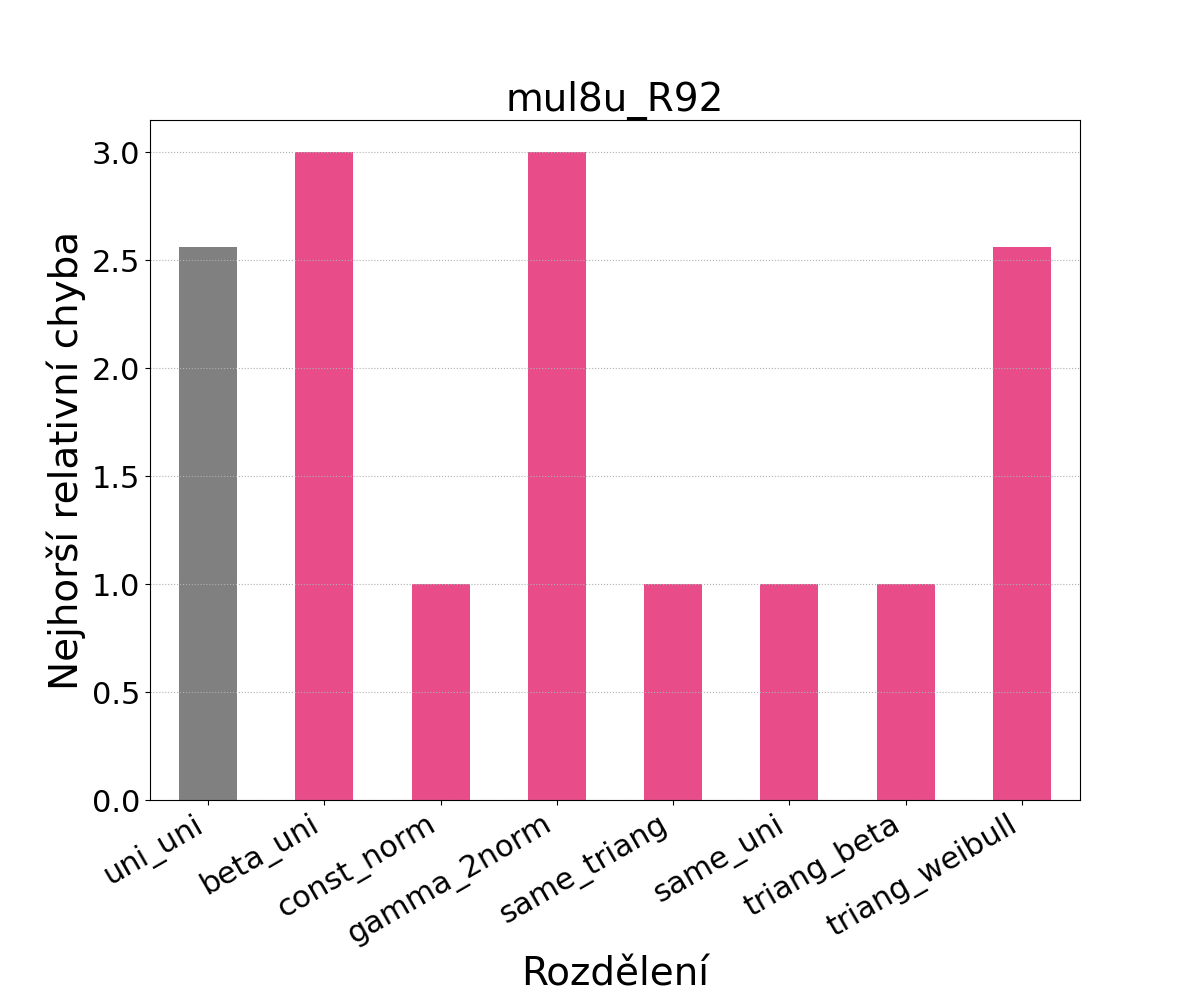 mul8u_R92
Nejhorší relativní chyba
3.0
2.5
2.0
1.5
1.0
0.5
0.0
uni_uni
beta_uni
const_norm
gamma_2norm
same_triang
same_uni
triang_beta
triang_weibull
Rozdělení